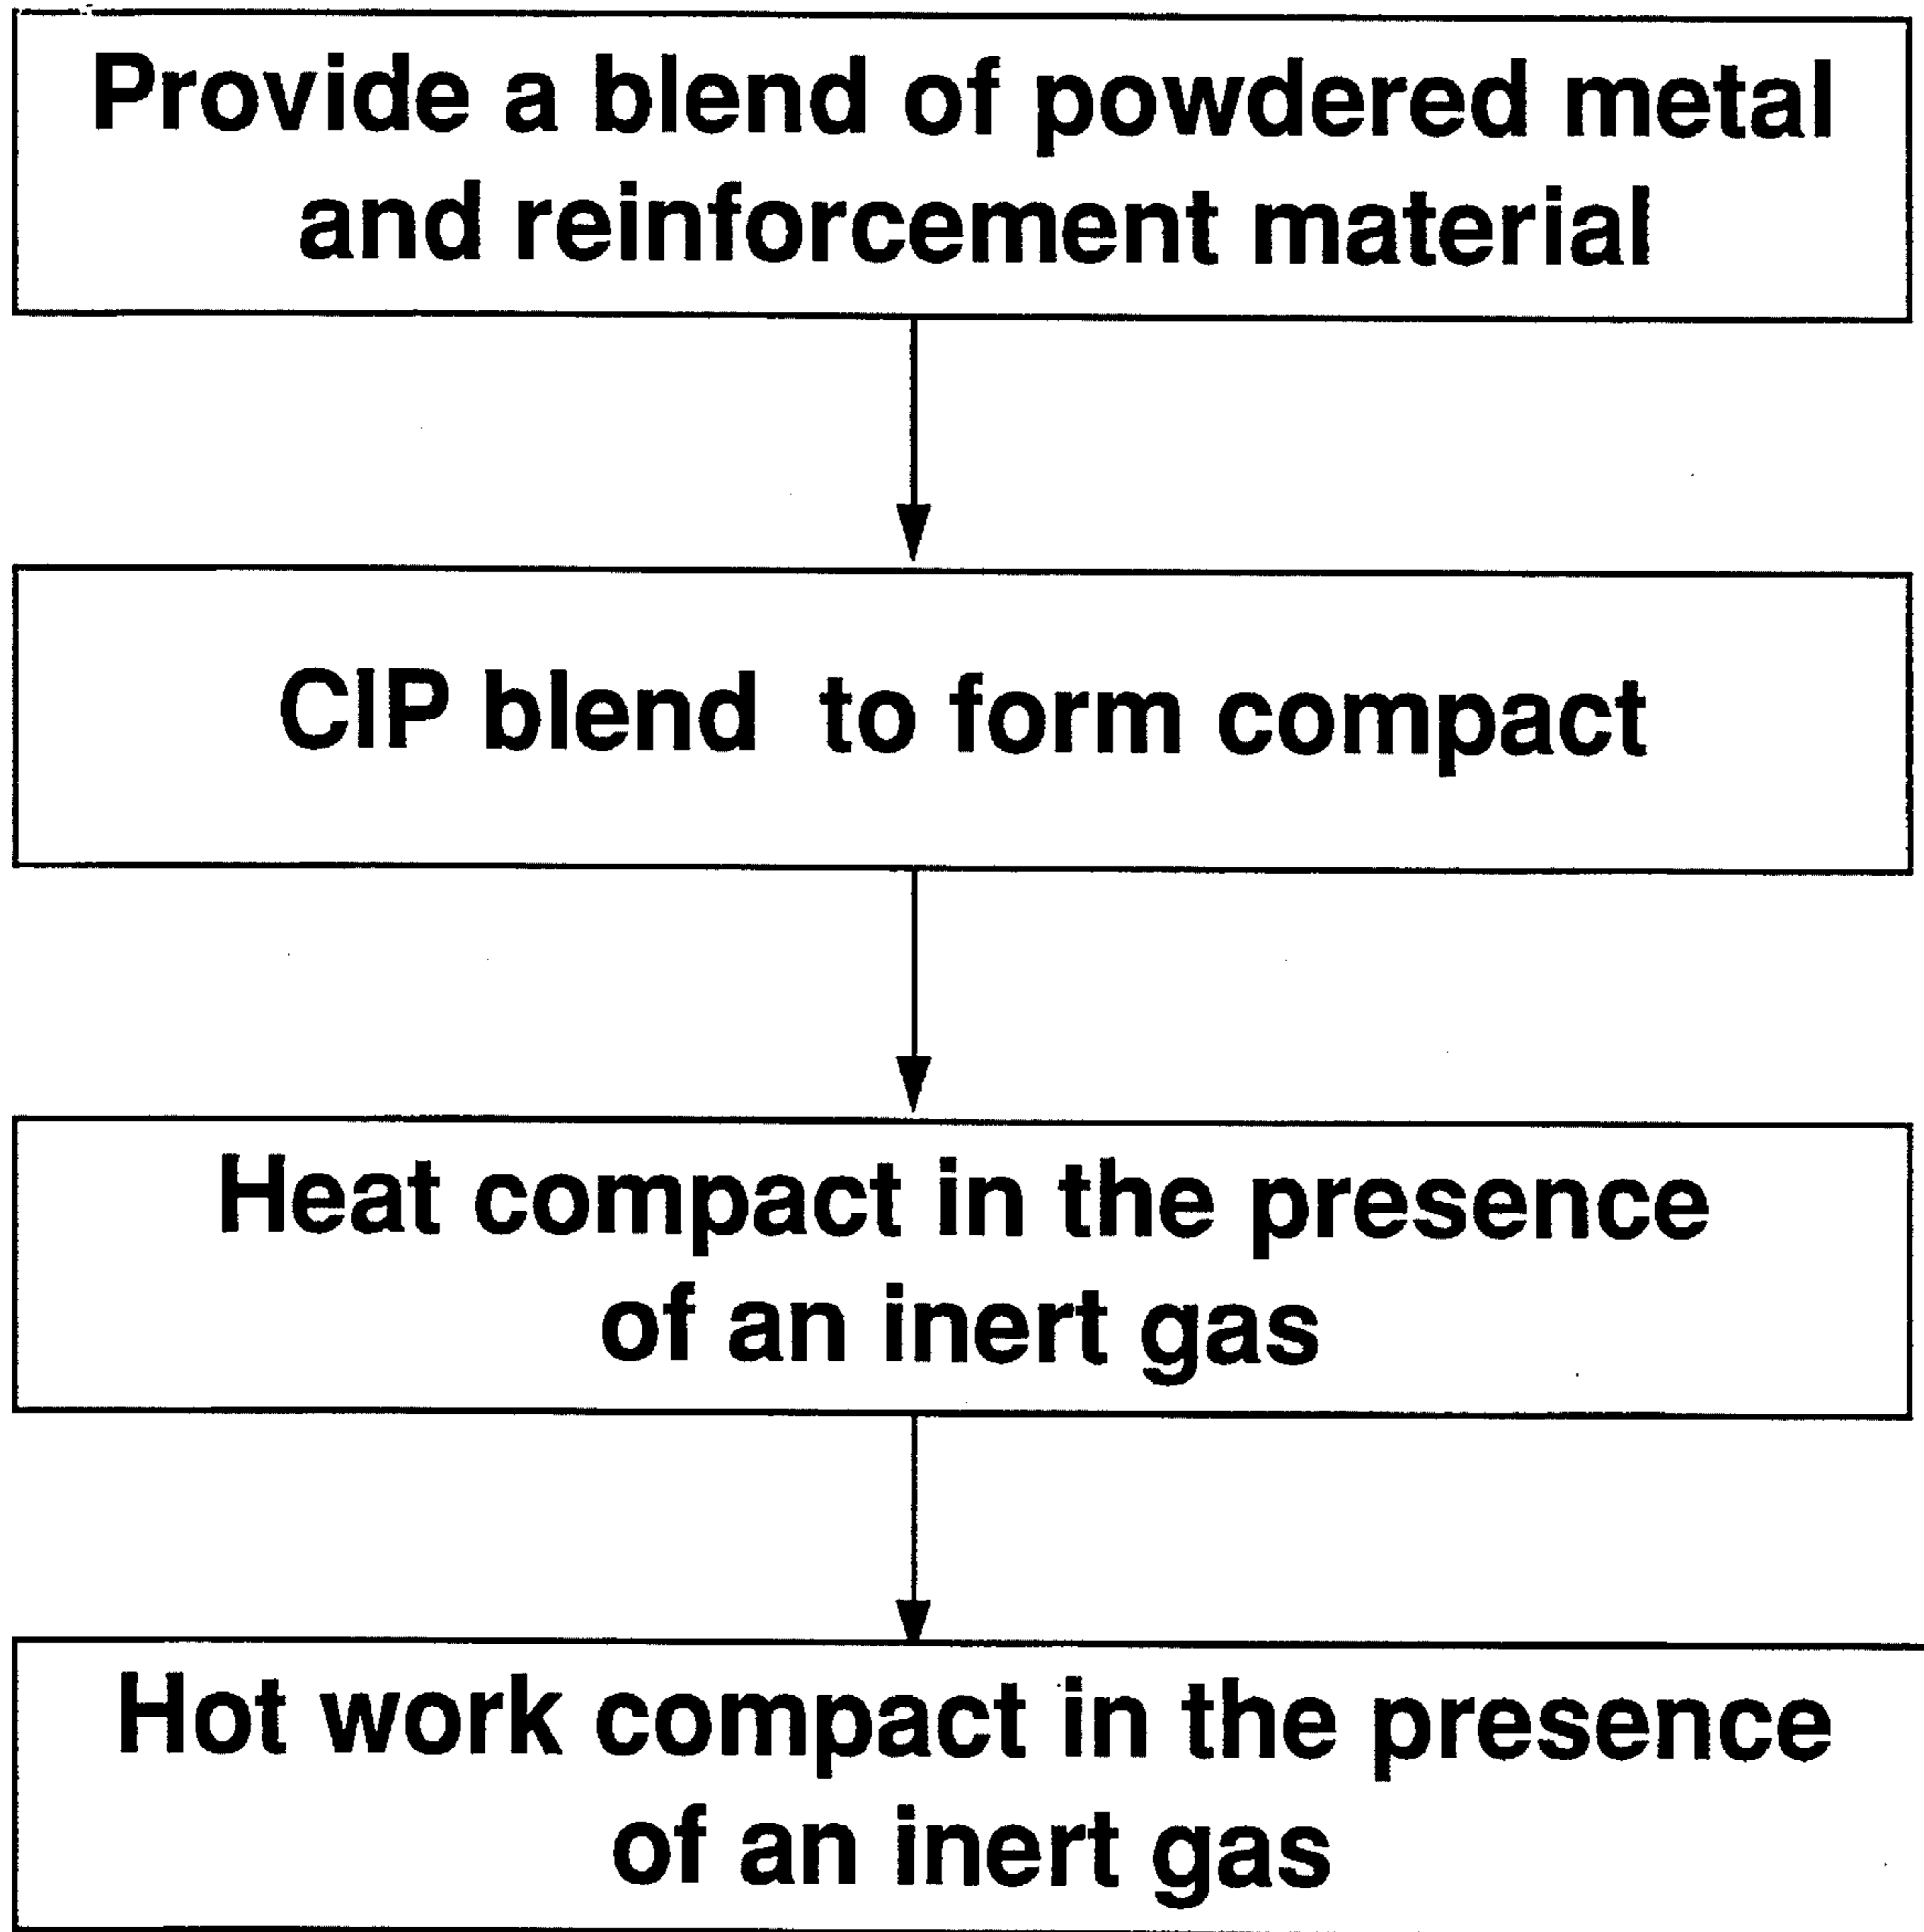 Provide a blend of powdered metal
and reinforcement material
CIP blend to form compact
Heat compact in the presence
of an inert gas
Hot work compact in the presence
of an inert gas